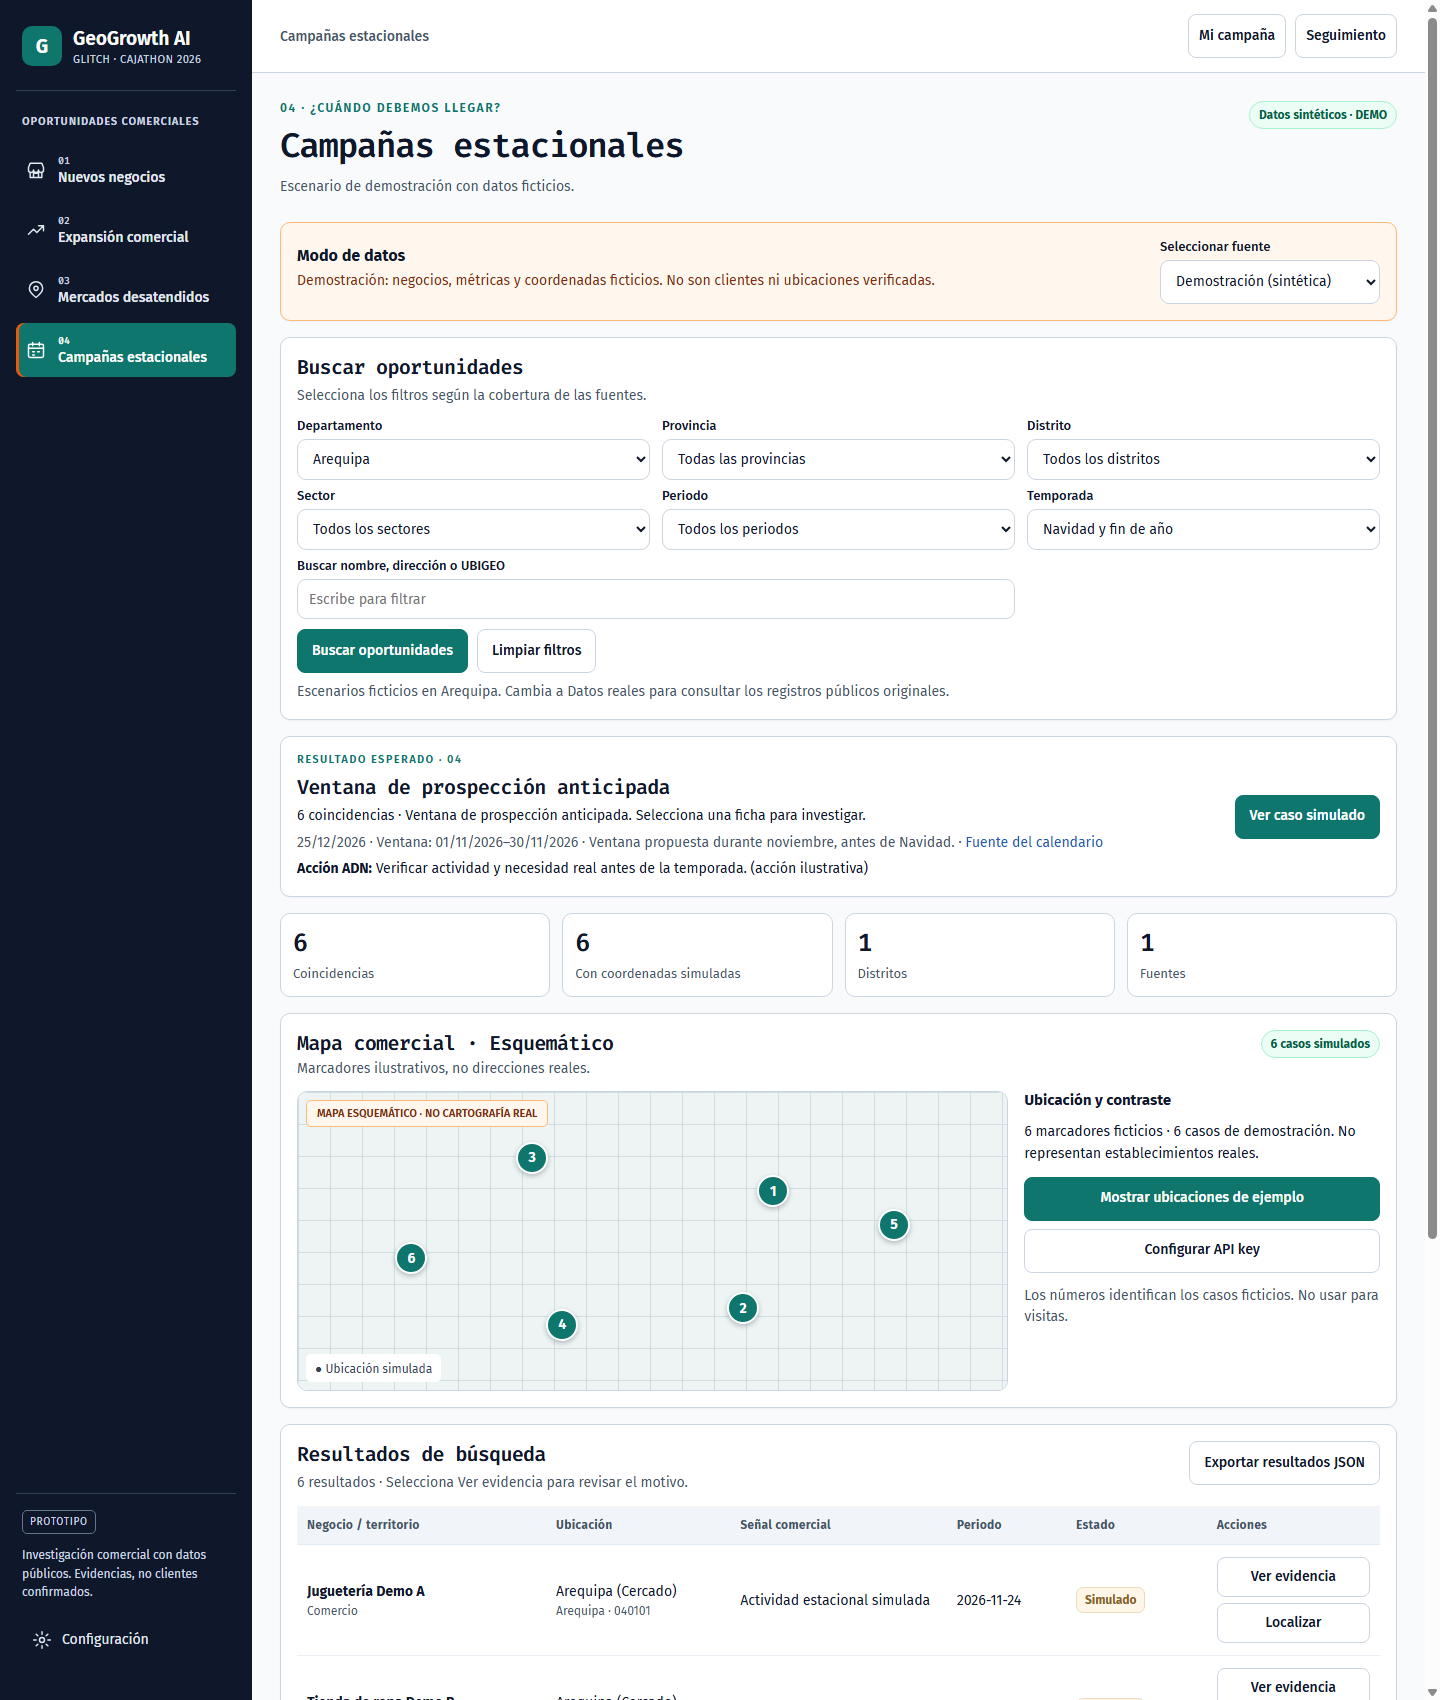 G
GeoGrowth AI
GLITCH · CAJATHON 2026
OPORTUNIDADES COMERCIALES
01
Nuevos negocios
02
Expansión comercial
03
Mercados desatendidos
04
Campañas estacionales
PROTOTIPO
Investigación comercial con datos
públicos. Evidencias, no clientes
confirmados.
Configuración
Campañas estacionales
Mi campaña
Seguimiento
04 · ¿CUÁNDO DEBEMOS LLEGAR?
Campañas estacionales
Escenario de demostración con datos ficticios.
Datos sintéticos · DEMO
Modo de datos
Demostración: negocios, métricas y coordenadas ficticios. No son clientes ni ubicaciones verificadas.
Seleccionar fuente
Demostración (sintética)
Buscar oportunidades
Selecciona los filtros según la cobertura de las fuentes.
Departamento
Provincia
Distrito
Arequipa
Todas las provincias
Todos los distritos
Sector
Periodo
Temporada
Todos los sectores
Todos los periodos
Navidad y fin de año
Buscar nombre, dirección o UBIGEO
Escribe para filtrar
Buscar oportunidades
Limpiar filtros
Escenarios ficticios en Arequipa. Cambia a Datos reales para consultar los registros públicos originales.
RESULTADO ESPERADO · 04
Ventana de prospección anticipada
6 coincidencias · Ventana de prospección anticipada. Selecciona una ficha para investigar.
25/12/2026 · Ventana: 01/11/2026–30/11/2026 · Ventana propuesta durante noviembre, antes de Navidad. · Fuente del calendario
Acción ADN: Verificar actividad y necesidad real antes de la temporada. (acción ilustrativa)
Ver caso simulado
6
Coincidencias
6
Con coordenadas simuladas
1
Distritos
1
Fuentes
Mapa comercial · Esquemático
Marcadores ilustrativos, no direcciones reales.
6 casos simulados
MAPA ESQUEMÁTICO · NO CARTOGRAFÍA REAL
3
1
5
6
2
4
● Ubicación simulada
Ubicación y contraste
6 marcadores ficticios · 6 casos de demostración. No
representan establecimientos reales.
Mostrar ubicaciones de ejemplo
Configurar API key
Los números identifican los casos ficticios. No usar para
visitas.
Resultados de búsqueda
6 resultados · Selecciona Ver evidencia para revisar el motivo.
Exportar resultados JSON
Negocio / territorio
Ubicación
Señal comercial
Periodo
Estado
Acciones
Juguetería Demo A
Comercio
Arequipa (Cercado)
Arequipa · 040101
Actividad estacional simulada
2026-11-24
Simulado
Ver evidencia
Localizar
Ver evidencia